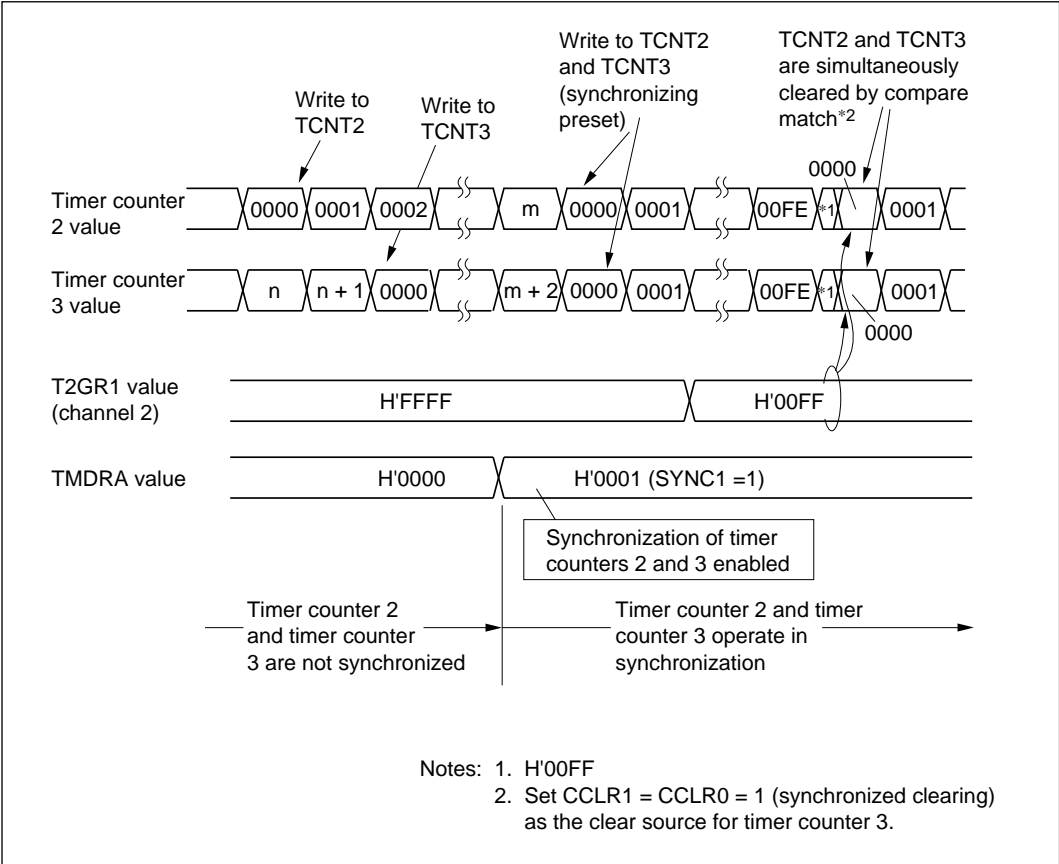 Write to
TCNT2
Write to
TCNT3
Write to TCNT2
and TCNT3
(synchronizing
preset)
TCNT2 and TCNT3
are simultaneously
cleared by compare
match*2
0000
Timer counter
2 value
0000 0001 0002 m 0000 0001 00FE *1 0001
Timer counter
3 value
n n + 1 0000 m + 2 0000 0001 00FE *1 0001
0000
T2GR1 value
(channel 2)
H'FFFF H'00FF
TMDRA value
H'0000 H'0001 (SYNC1 =1)
Synchronization of timer
counters 2 and 3 enabled
Timer counter 2
and timer counter
3 are not synchronized
Timer counter 2 and timer
counter 3 operate in
synchronization
Notes: 1. H'00FF
2. Set CCLR1 = CCLR0 = 1 (synchronized clearing)
as the clear source for timer counter 3.